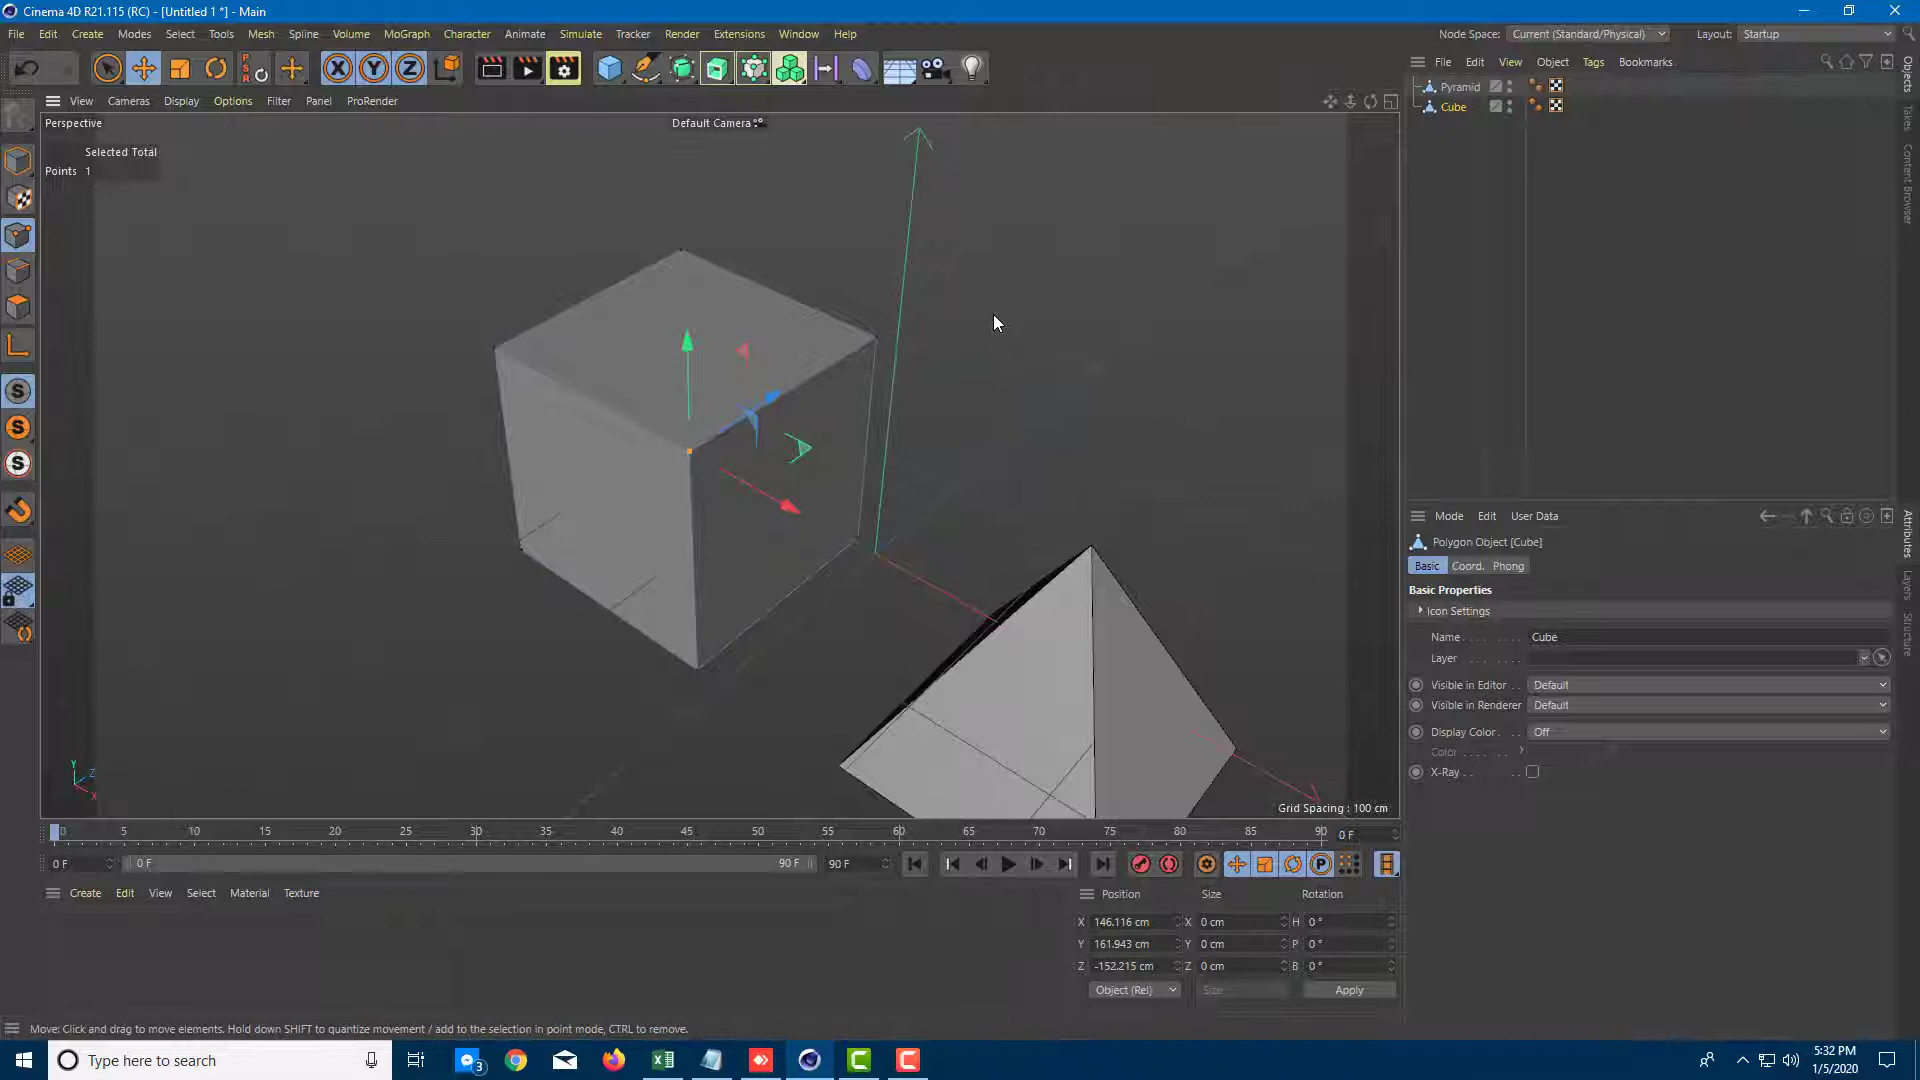 Cinema 4D R21.115 (RC) - [Untitled 1 *] - Main
File Edit Create Modes Select Tools Mesh Spline Volume MoGraph Character Animate Simulate Tracker Render Extensions Window Help
Node Space: Current (Standard/Physical) Layout: Startup
P S R X Y Z
File Edit View Object Tags Bookmarks
View Cameras Display Options Filter Panel ProRender
Pyramid
Cube
Perspective Default Camera
Selected Total
Points 1
S
S
S
Objects
Takes
Content Browser
Mode Edit User Data
Polygon Object [Cube]
Basic Coord. Phong
Basic Properties
Icon Settings
Name Cube
Layer
Visible in Editor Default
Visible in Renderer Default
Display Color Off
Color
X-Ray
Attributes
Layers
Structure
Y Z X
Grid Spacing : 100 cm
0 5 10 15 20 25 30 35 40 45 50 55 60 65 70 75 80 85 90 0 F
0 F 0 F 90 F 90 F P
Create Edit View Select Material Texture
Position Size Rotation
X 146.116 cm X 0 cm H 0 °
Y 161.943 cm Y 0 cm P 0 °
Z -152.215 cm Z 0 cm B 0 °
Object (Rel) Size Apply
Move: Click and drag to move elements. Hold down SHIFT to quantize movement / add to the selection in point mode, CTRL to remove.
Type here to search
3
5:32 PM
1/5/2020